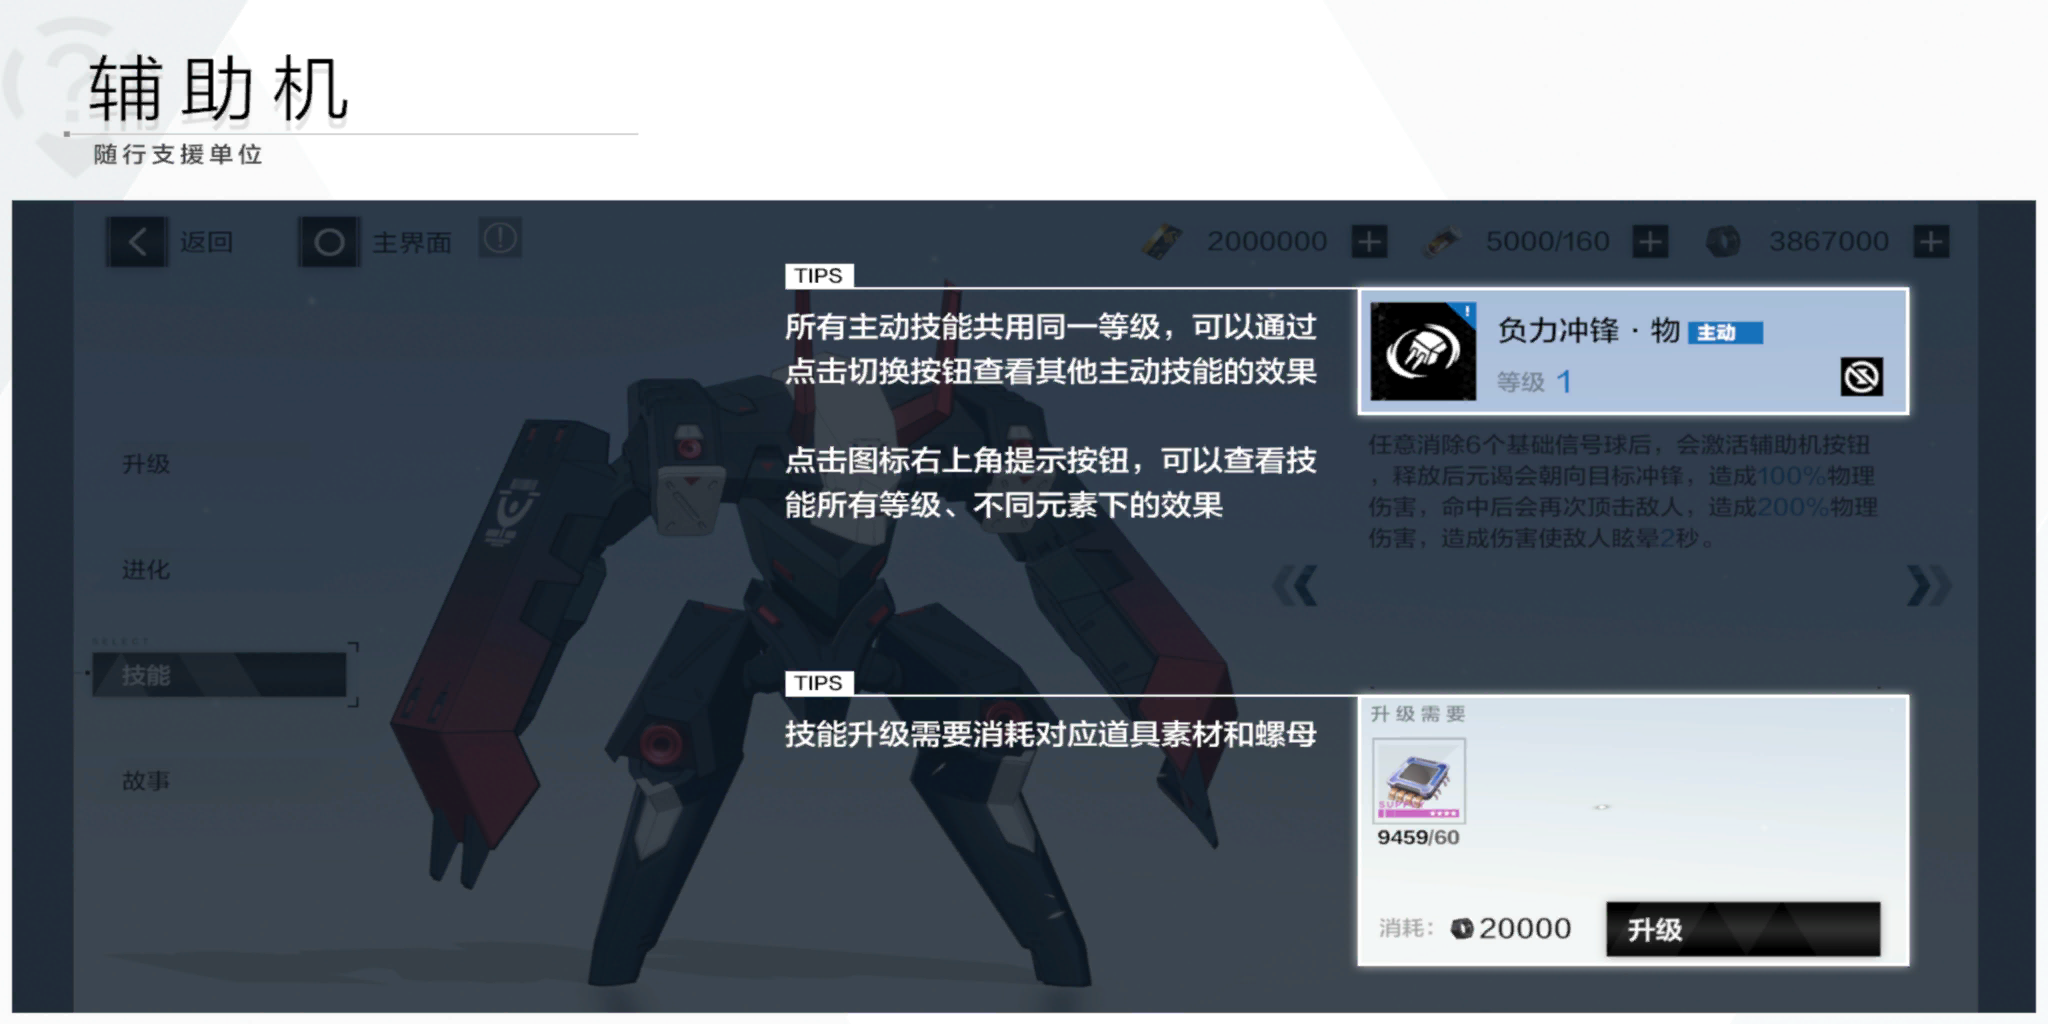 辅助机
随行支援单位
返回
主界面
2000000
5000/160
3867000
TIPS
所有主动技能共用同一等级，可以通过
点击切换按钮查看其他主动技能的效果
点击图标右上角提示按钮，可以查看技
能所有等级、不同元素下的效果
负力冲锋·物 主动
等级 1
任意消除6个基础信号球后，会激活辅助机按钮
，释放后元谒会朝向目标冲锋，造成100%物理
伤害，命中后会再次顶击敌人，造成200%物理
伤害，造成伤害使敌人眩晕2秒。
升级
进化
SELECT
技能
故事
TIPS
技能升级需要消耗对应道具素材和螺母
升级需要
9459/60
消耗: 20000
升级